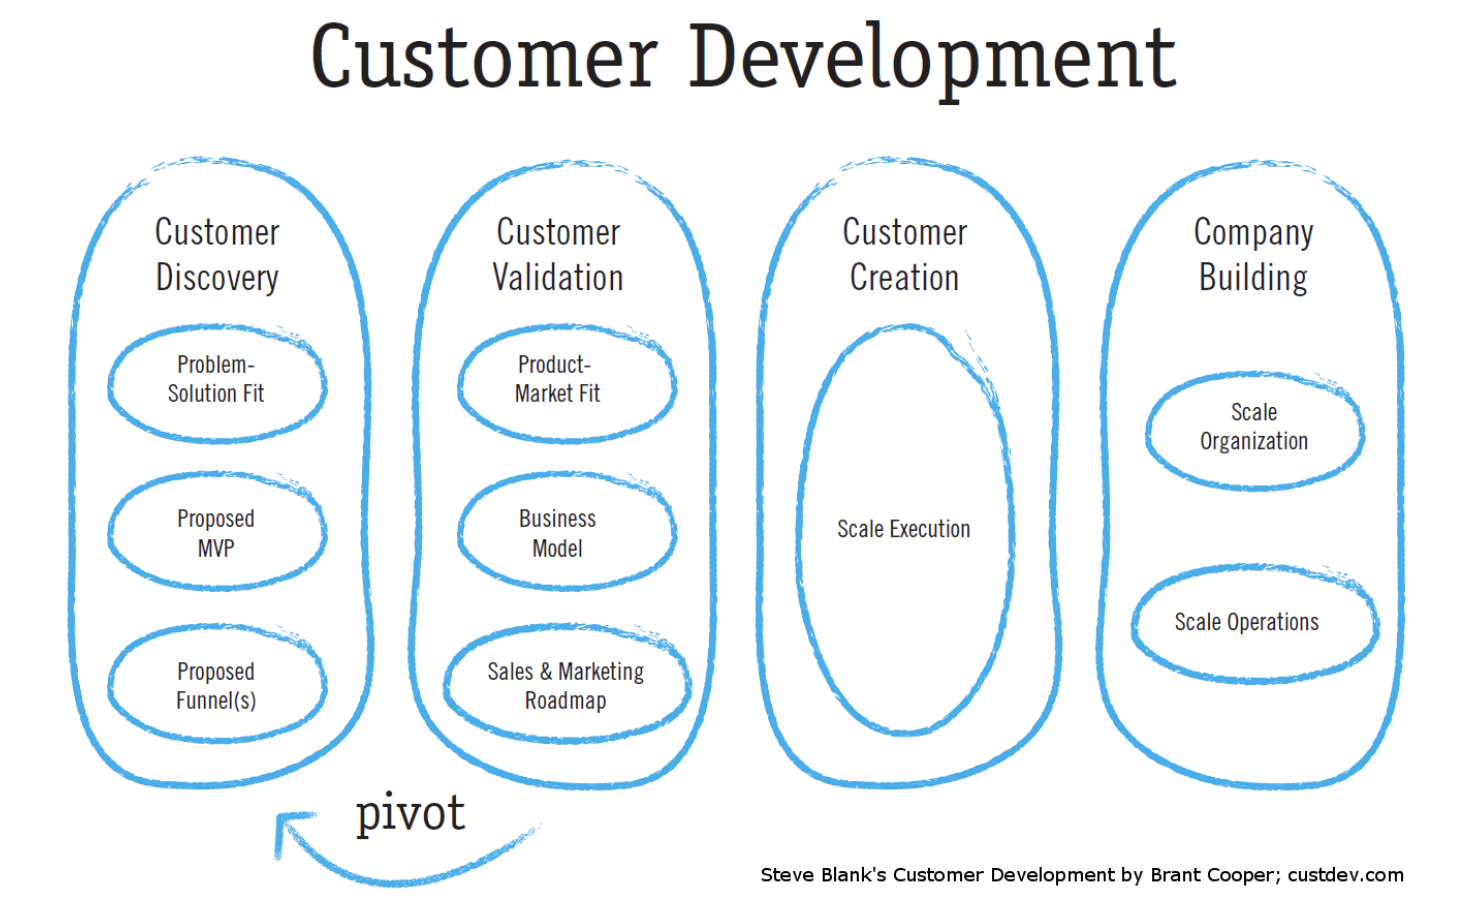 Customer Development
Customer
Discovery
Problem-
Solution Fit
Proposed
MVP
Proposed
Funnel(s)
Customer
Validation
Product-
Market Fit
Business
Model
Sales & Marketing
Roadmap
Customer
Creation
Scale Execution
Company
Building
Scale
Organization
Scale Operations
pivot
Steve Blank's Customer Development by Brant Cooper; custdev.com